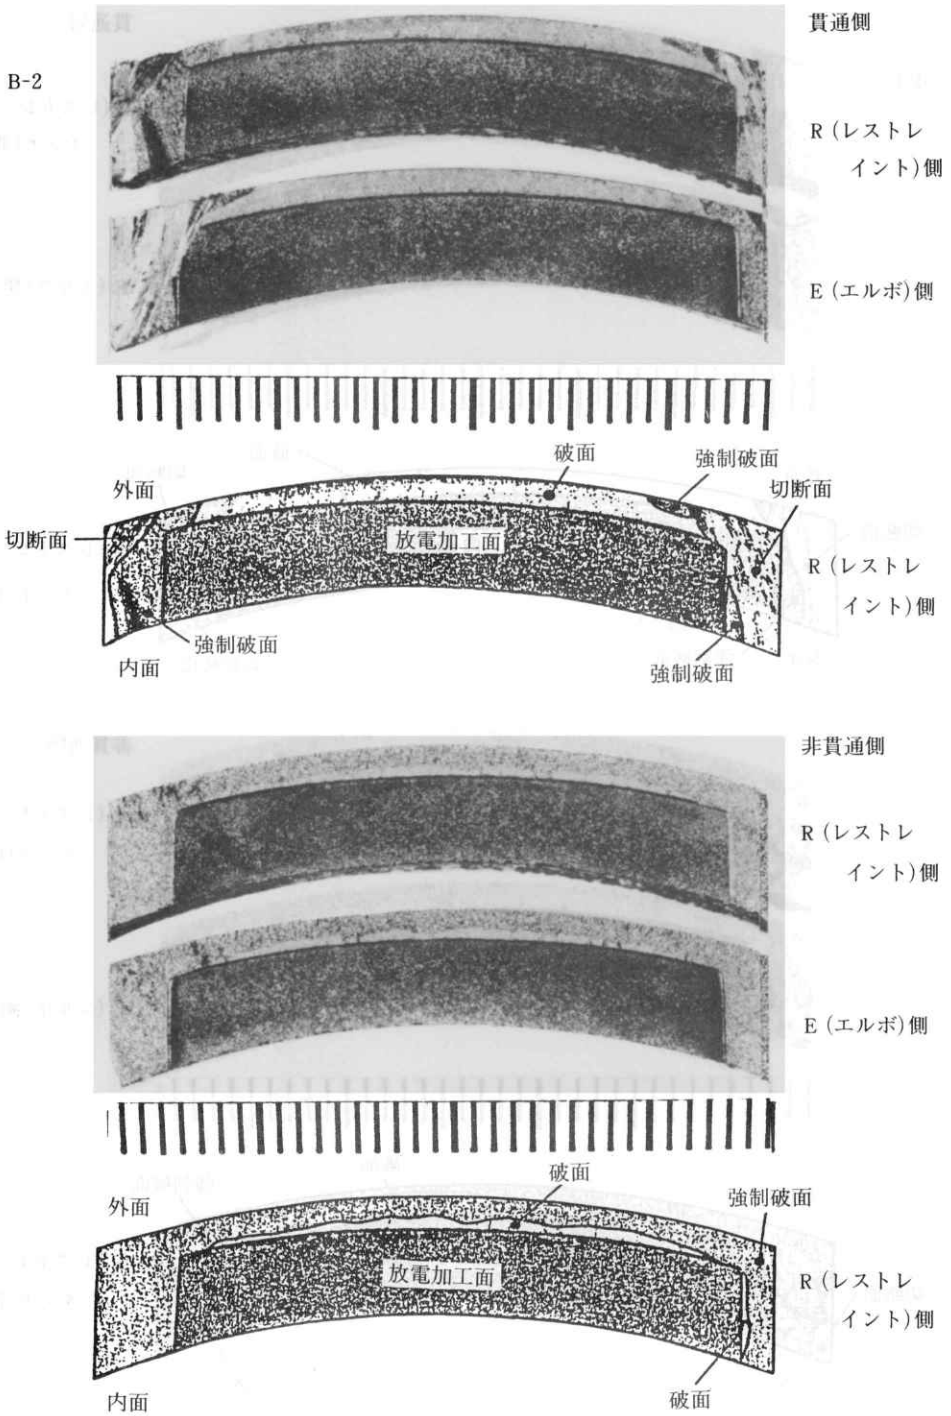 貫通側
B-2
R (レストレ
イント)側
E (エルボ)側
破面
強制破面
外面
切断面
切断面
放電加工面
R (レストレ
イント)側
強制破面
内面
強制破面
非貫通側
R (レストレ
イント)側
E (エルボ)側
破面
外面
強制破面
放電加工面
R (レストレ
イント)側
破面
内面